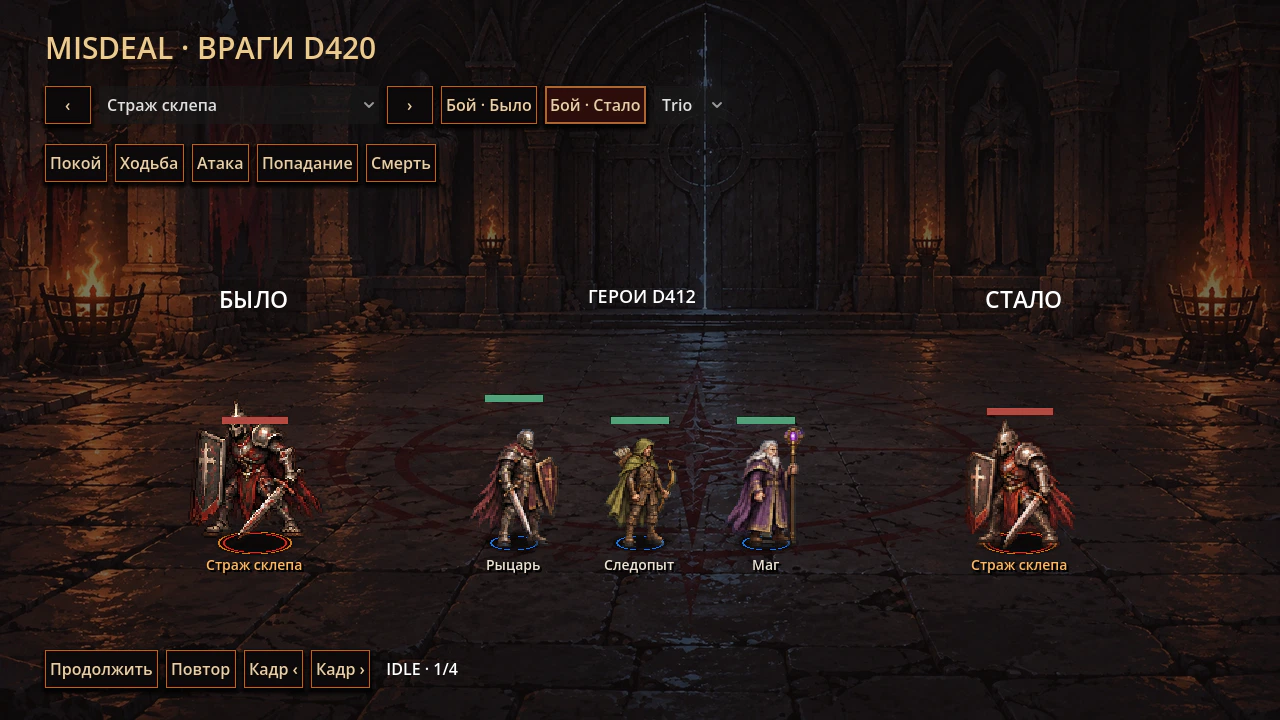 MISDEAL · ВРАГИ D420
‹ Страж склепа › Бой · Было Бой · Стало Trio
Покой Ходьба Атака Попадание Смерть
БЫЛО ГЕРОИ D412 СТАЛО
Страж склепа Рыцарь Следопыт Маг Страж склепа
Продолжить Повтор Кадр ‹ Кадр › IDLE · 1/4